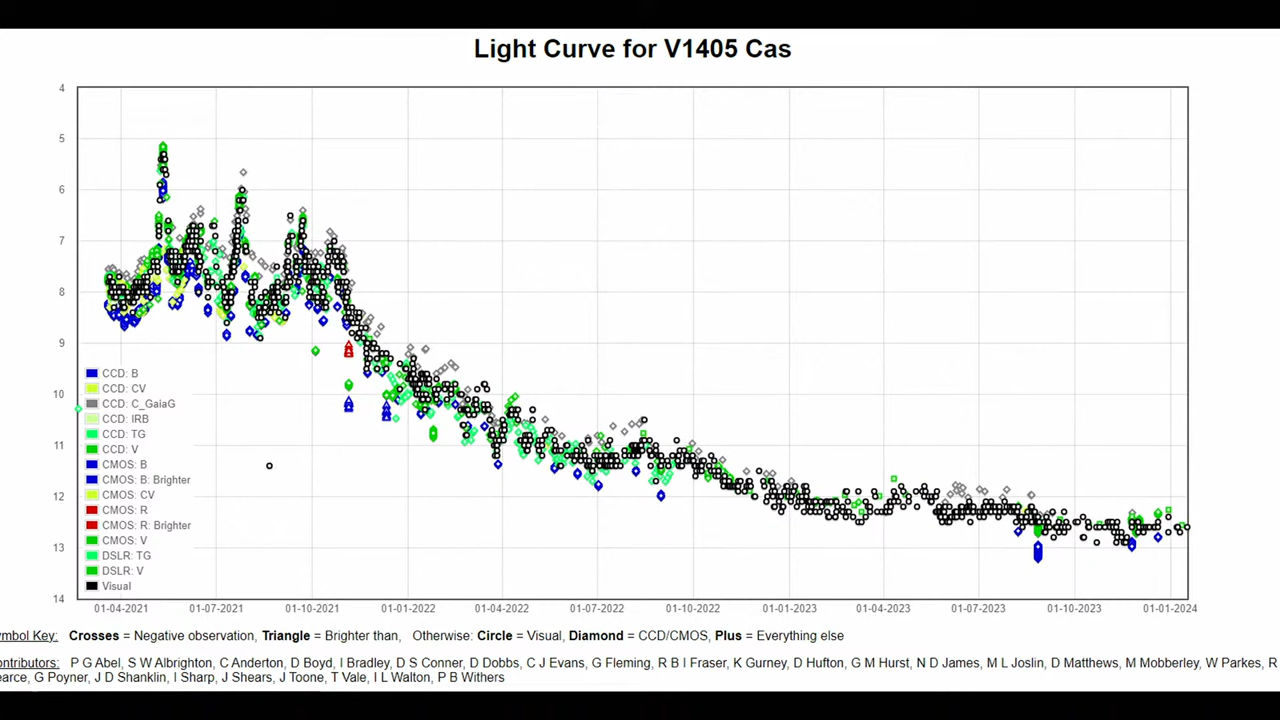 Light Curve for V1405 Cas
4
5
6
7
8
9
10
11
12
13
14
CCD: B
CCD: CV
CCD: C_GaiaG
CCD: IRB
CCD: TG
CCD: V
CMOS: B
CMOS: B: Brighter
CMOS: CV
CMOS: R
CMOS: R: Brighter
CMOS: V
DSLR: TG
DSLR: V
Visual
01-04-2021 01-07-2021 01-10-2021 01-01-2022 01-04-2022 01-07-2022 01-10-2022 01-01-2023 01-04-2023 01-07-2023 01-10-2023 01-01-2024
ymbol Key: Crosses = Negative observation, Triangle = Brighter than, Otherwise: Circle = Visual, Diamond = CCD/CMOS, Plus = Everything else
ontributors: P G Abel, S W Albrighton, C Anderton, D Boyd, I Bradley, D S Conner, D Dobbs, C J Evans, G Fleming, R B I Fraser, K Gurney, D Hufton, G M Hurst, N D James, M L Joslin, D Matthews, M Mobberley, W Parkes, R
earce, G Poyner, J D Shanklin, I Sharp, J Shears, J Toone, T Vale, I L Walton, P B Withers